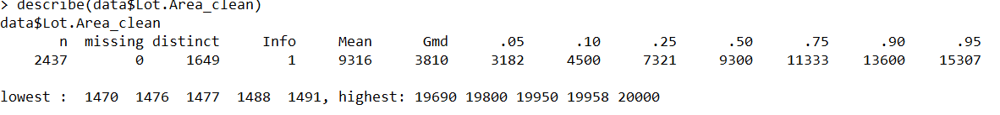 > describe(data$Lot.Area_clean)
data$Lot.Area_clean
n missing distinct Info Mean Gmd .05 .10 .25 .50 .75 .90 .95
2437 0 1649 1 9316 3810 3182 4500 7321 9300 11333 13600 15307
lowest : 1470 1476 1477 1488 1491, highest: 19690 19800 19950 19958 20000